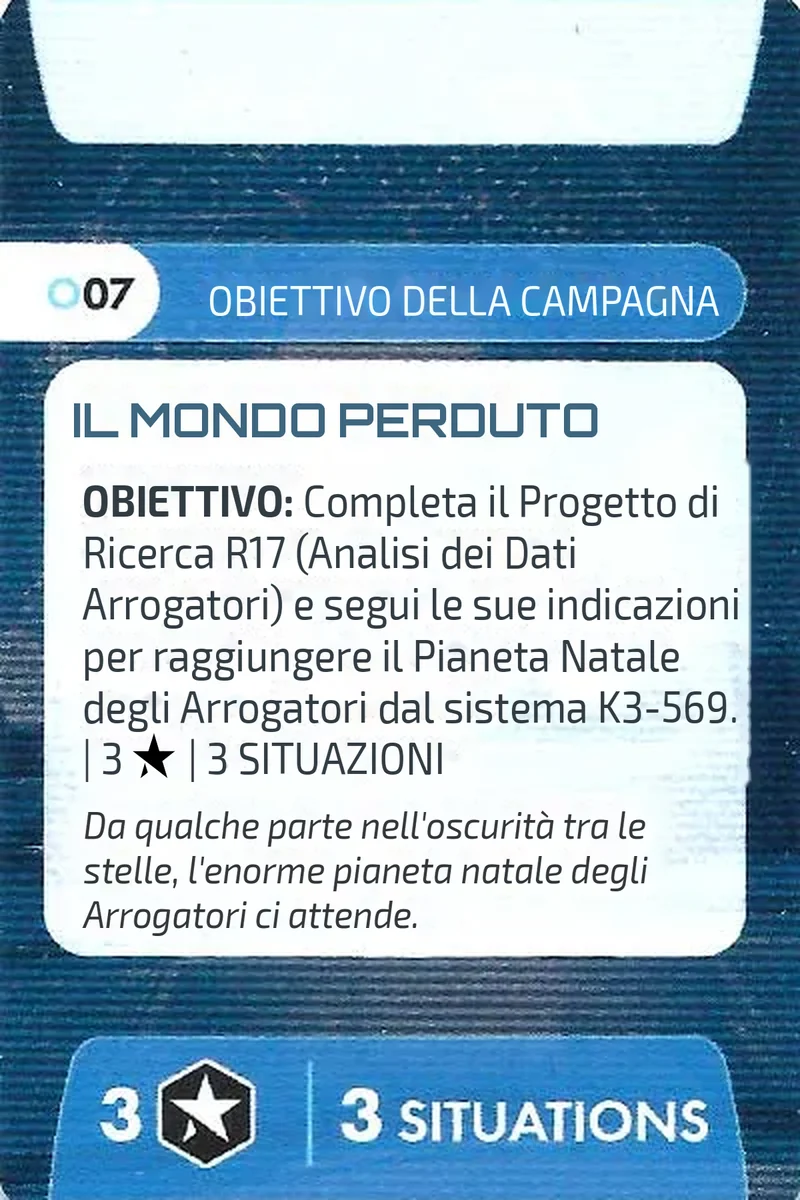 07
OBIETTIVO DELLA CAMPAGNA
IL MONDO PERDUTO
OBIETTIVO: Completa il Progetto di
Ricerca R17 (Analisi dei Dati
Arrogatori) e segui le sue indicazioni
per raggiungere il Pianeta Natale
degli Arrogatori dal sistema K3-569.
| 3 ★ | 3 SITUAZIONI
Da qualche parte nell'oscurità tra le
stelle, l'enorme pianeta natale degli
Arrogatori ci attende.
3 ★ | 3 SITUATIONS